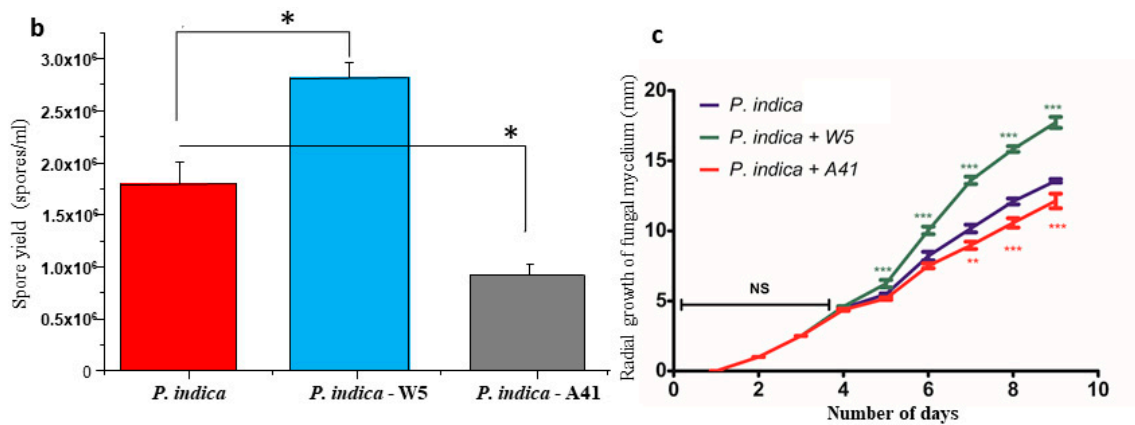 b
*
*
Spore yield (spores/ml)
3.0x10⁶
2.5x10⁶
2.0x10⁶
1.5x10⁶
1.0x10⁶
0.5x10⁶
0
P. indica
P. indica - W5
P. indica - A41
c
Radial growth of fungal mycelium (mm)
20
15
10
5
0
P. indica
P. indica + W5
P. indica + A41
NS
***
***
***
***
***
**
***
***
0
2
4
6
8
10
Number of days